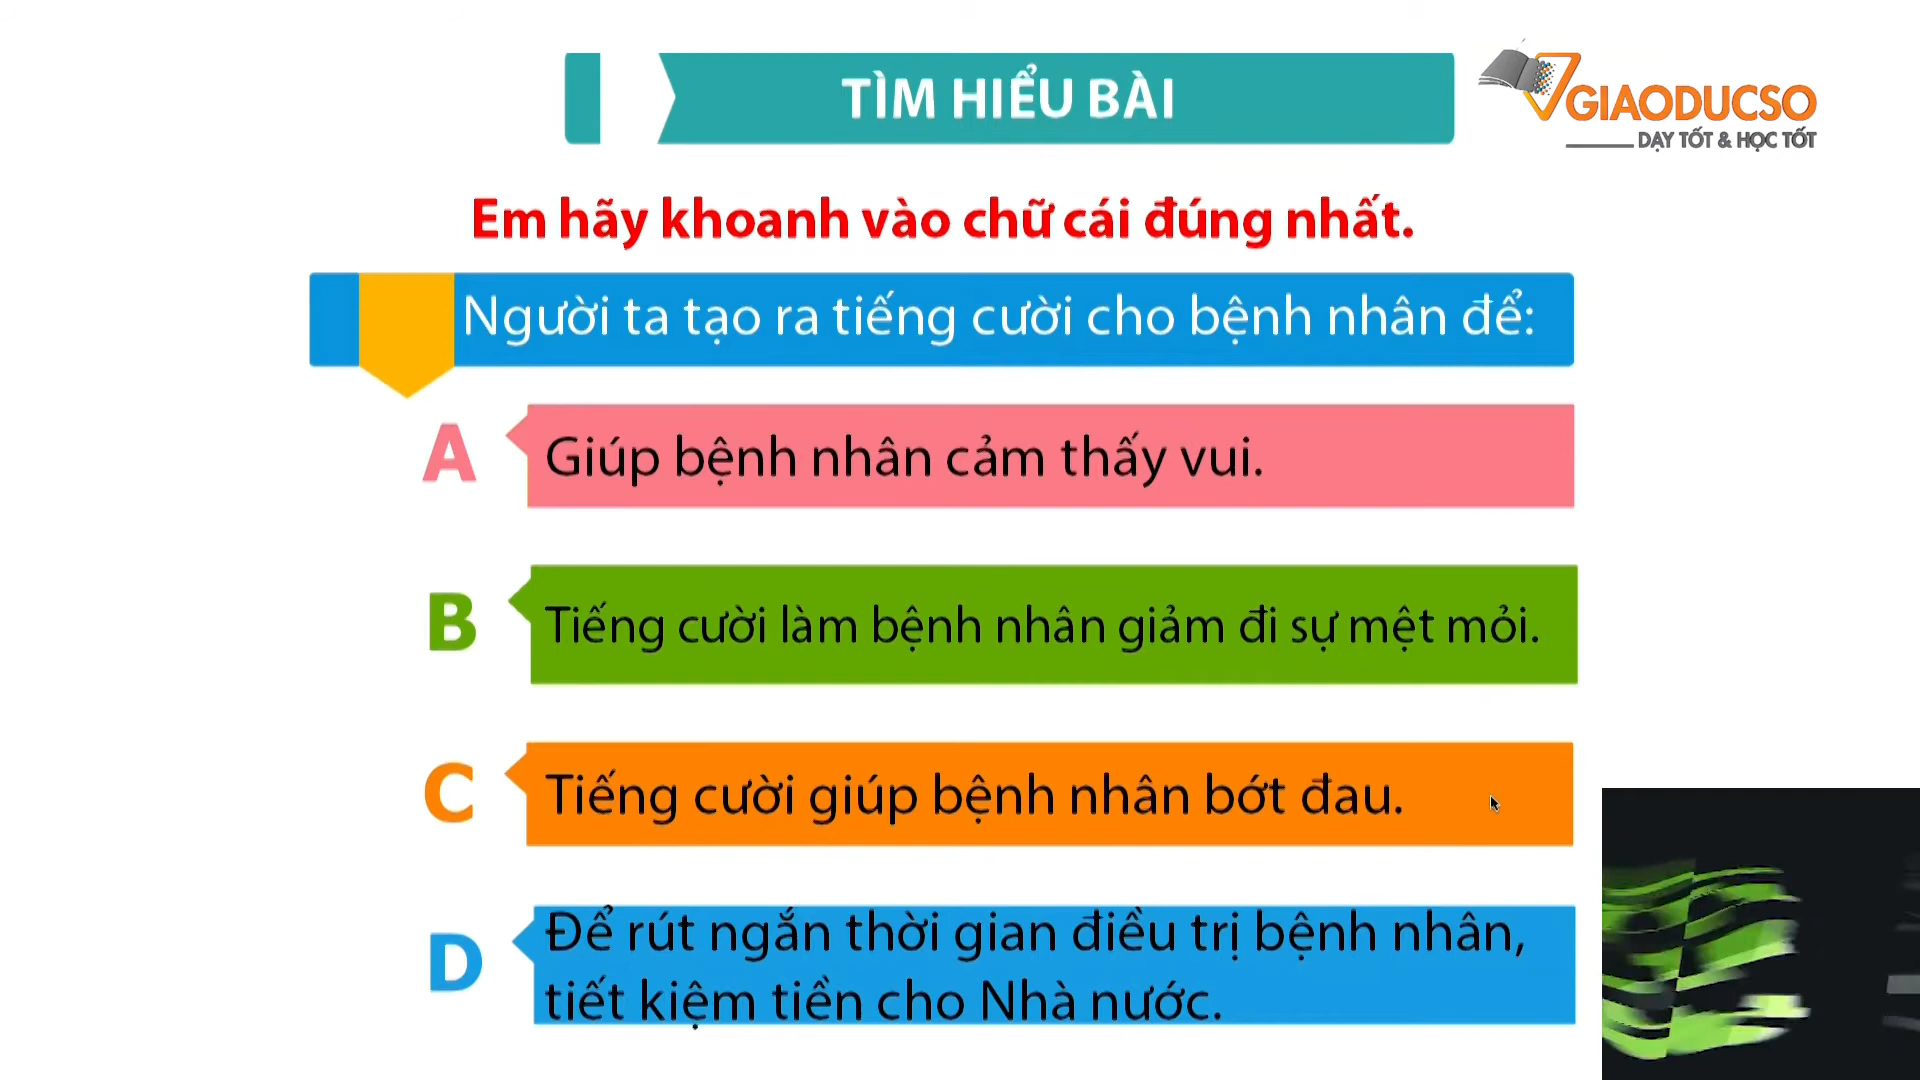 TÌM HIỂU BÀI
GIAODUCSO
DẠY TỐT & HỌC TỐT
Em hãy khoanh vào chữ cái đúng nhất.
Người ta tạo ra tiếng cười cho bệnh nhân để:
A Giúp bệnh nhân cảm thấy vui.
B Tiếng cười làm bệnh nhân giảm đi sự mệt mỏi.
C Tiếng cười giúp bệnh nhân bớt đau.
D Để rút ngắn thời gian điều trị bệnh nhân,
tiết kiệm tiền cho Nhà nước.